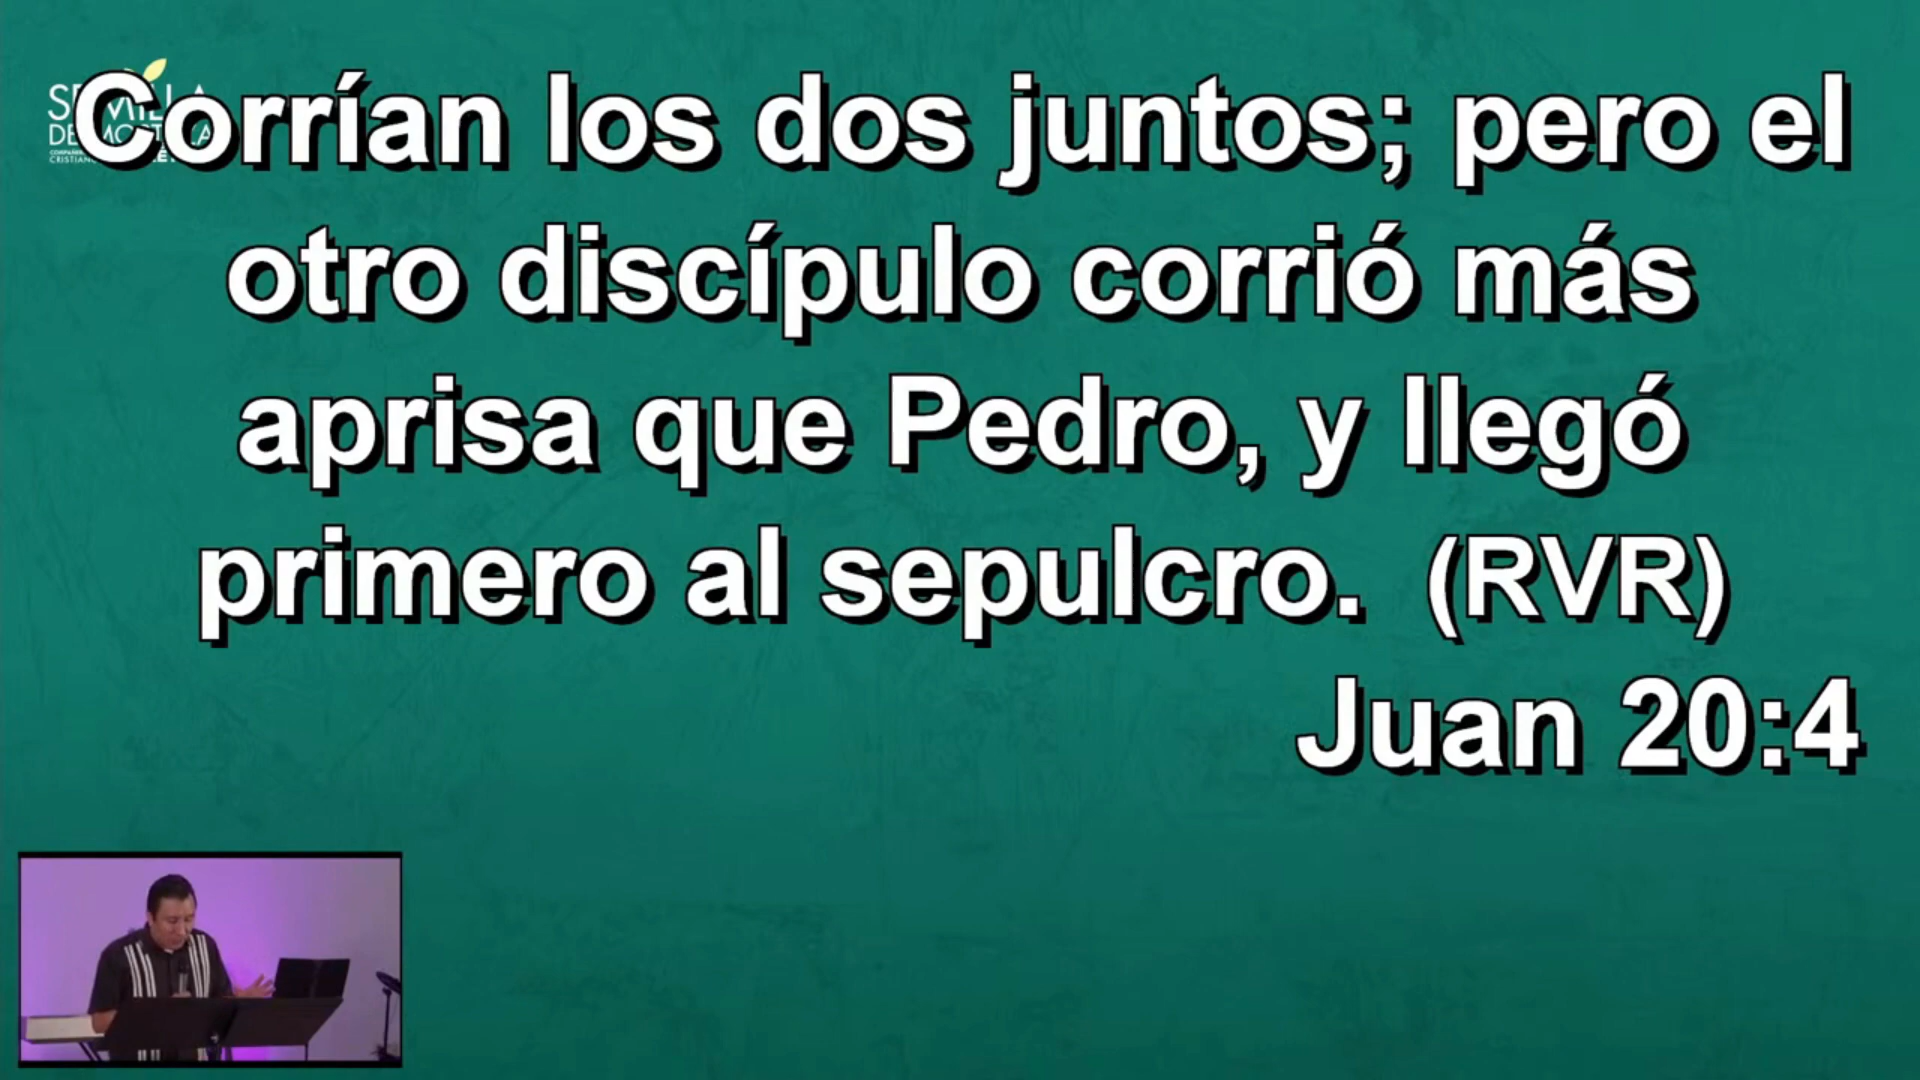 Corrían los dos juntos; pero el
otro discípulo corrió más
aprisa que Pedro, y llegó
primero al sepulcro. (RVR)
Juan 20:4